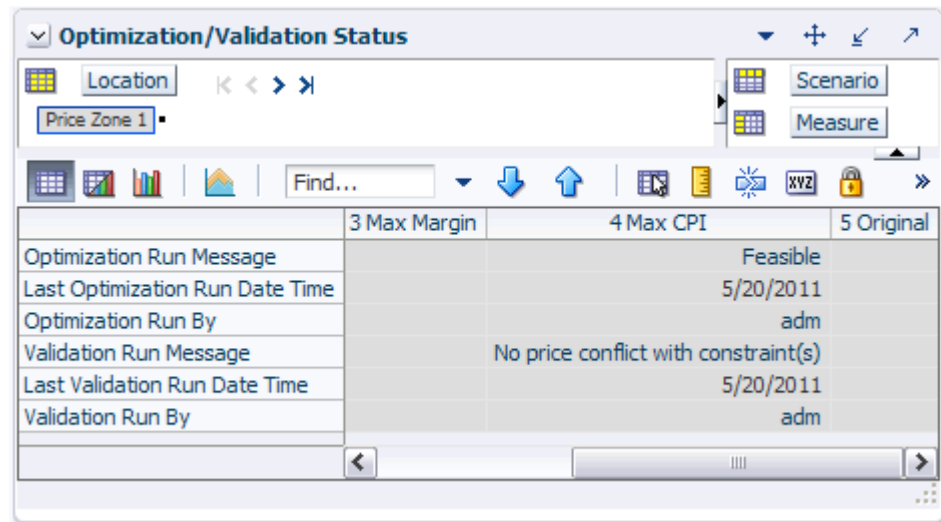 Optimization/Validation Status
Location
Scenario
Price Zone 1
Measure
Find...
XYZ
3 Max Margin 4 Max CPI 5 Original
Optimization Run Message Feasible
Last Optimization Run Date Time 5/20/2011
Optimization Run By adm
Validation Run Message No price conflict with constraint(s)
Last Validation Run Date Time 5/20/2011
Validation Run By adm